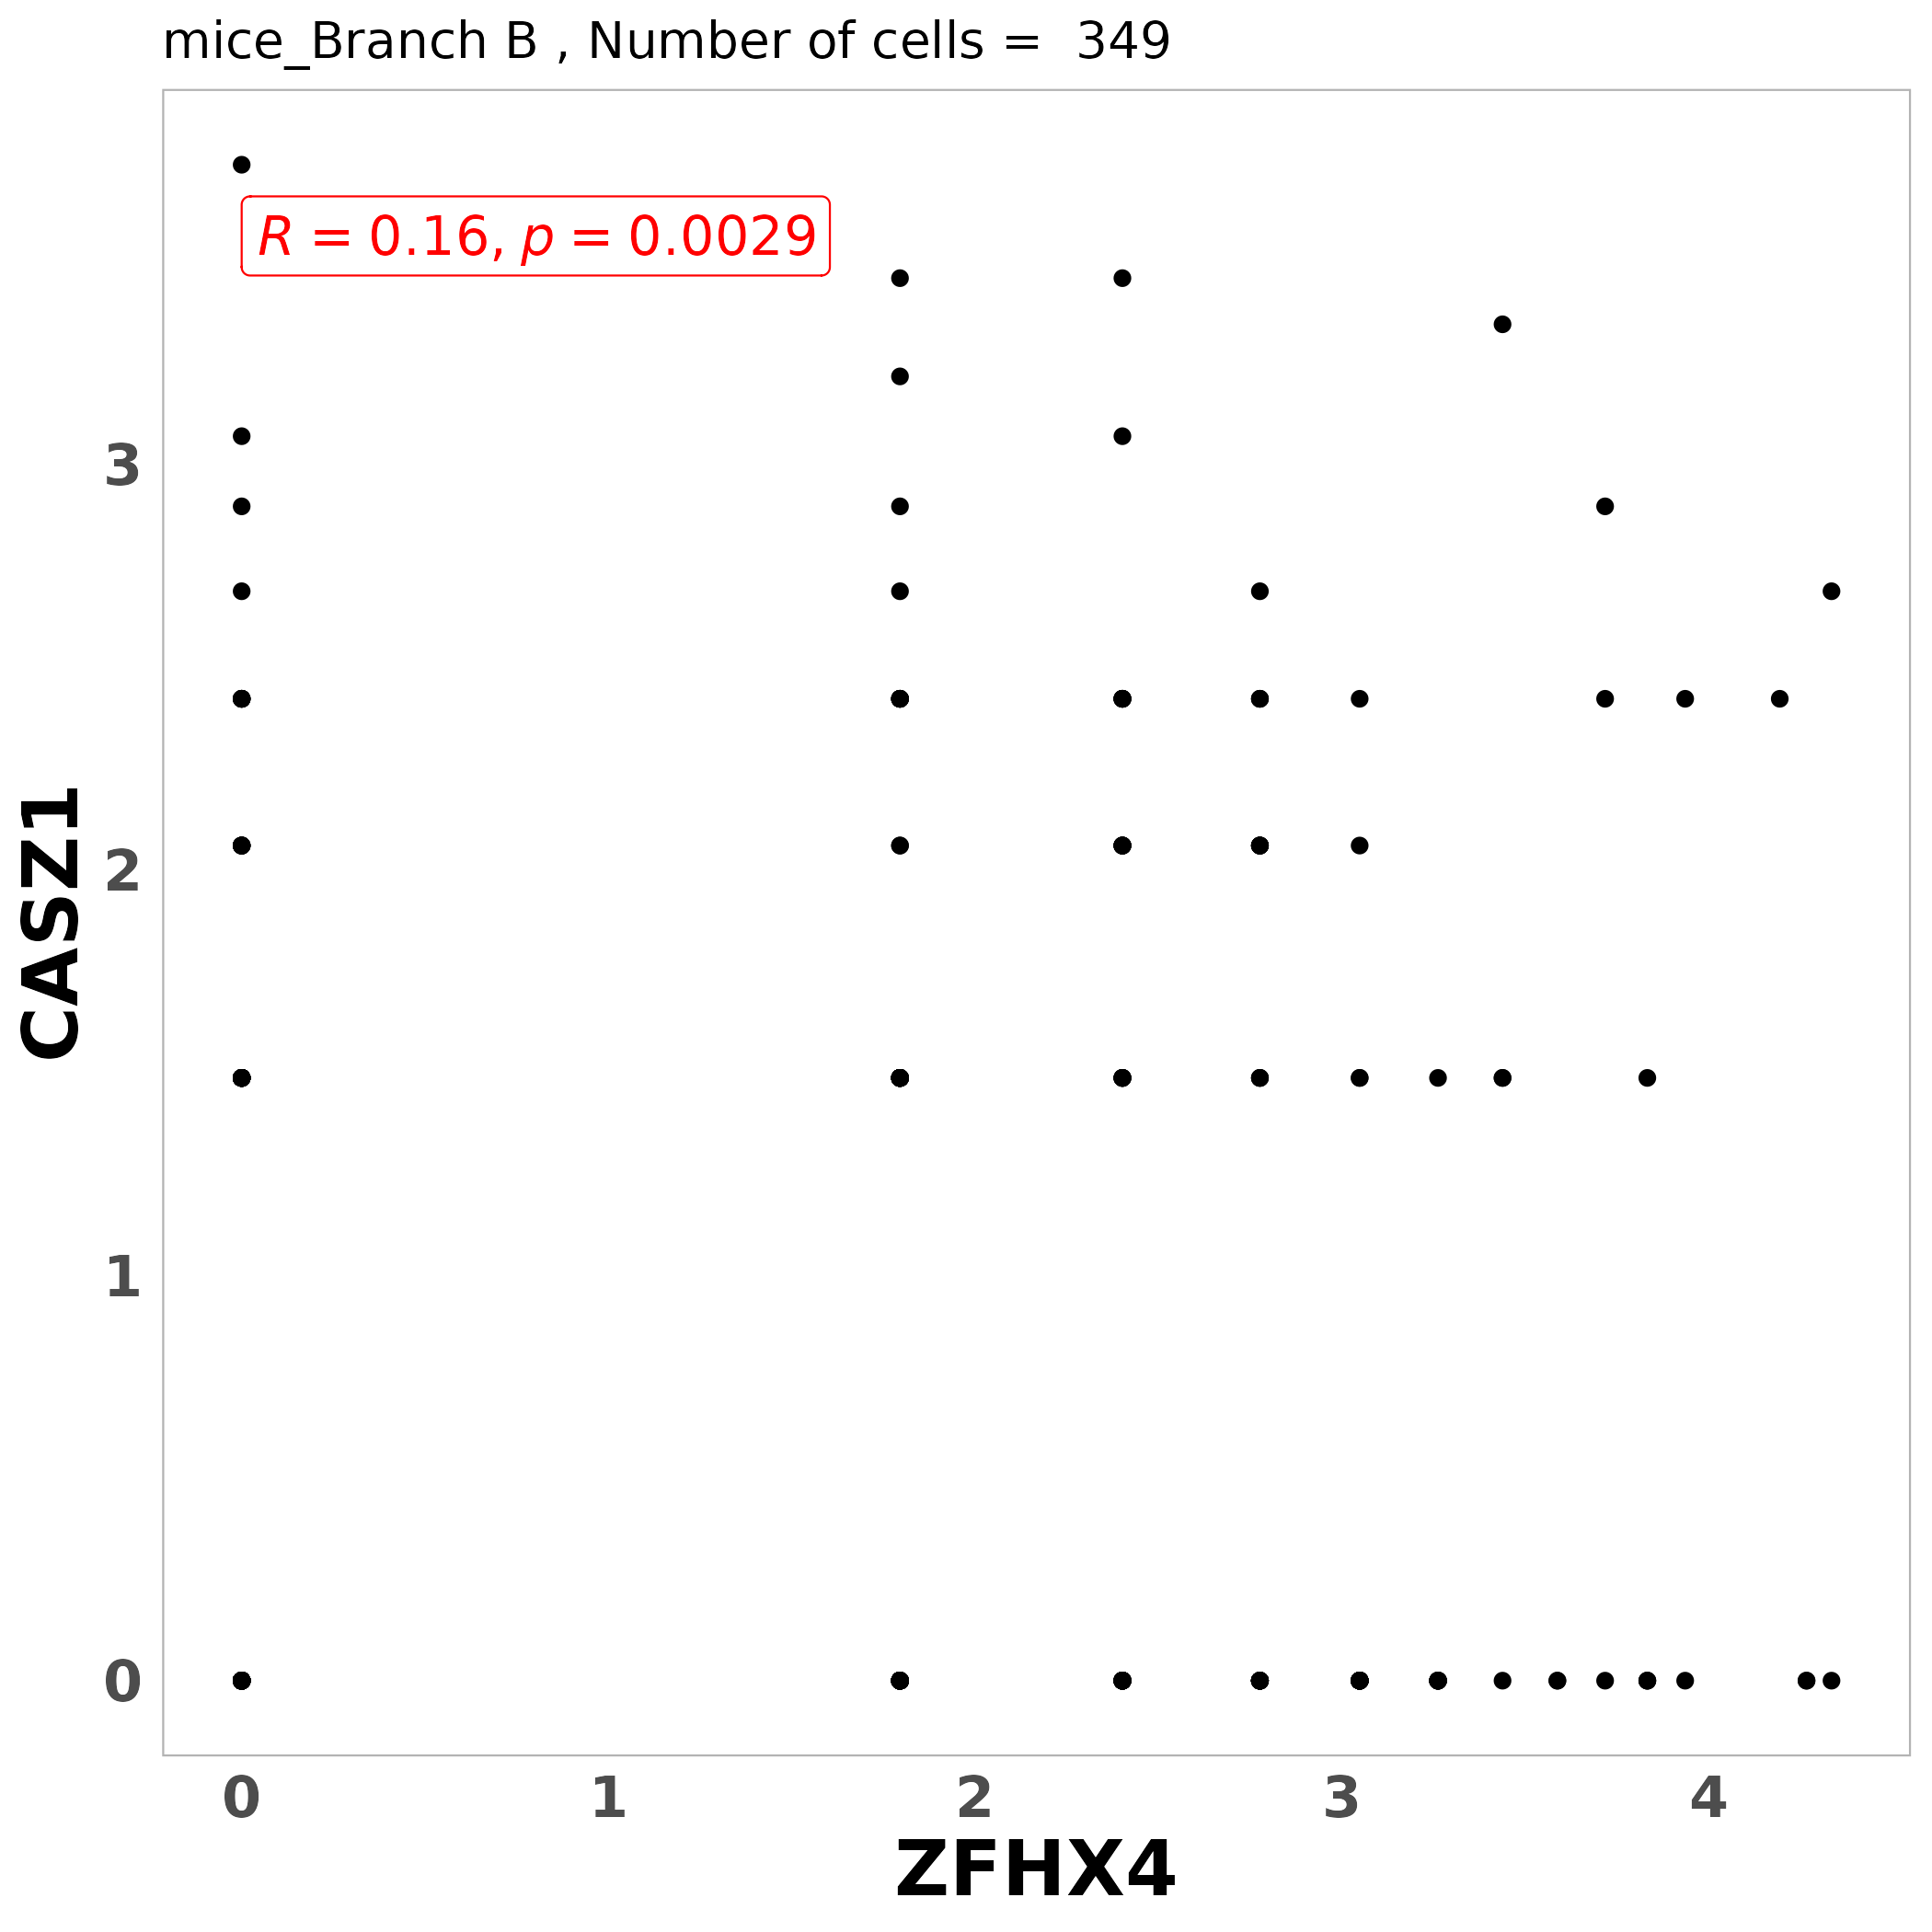 mice_Branch B , Number of cells =  349
R = 0.16, p = 0.0029
3
2
1
0
CASZ1
0 1 2 3 4
ZFHX4